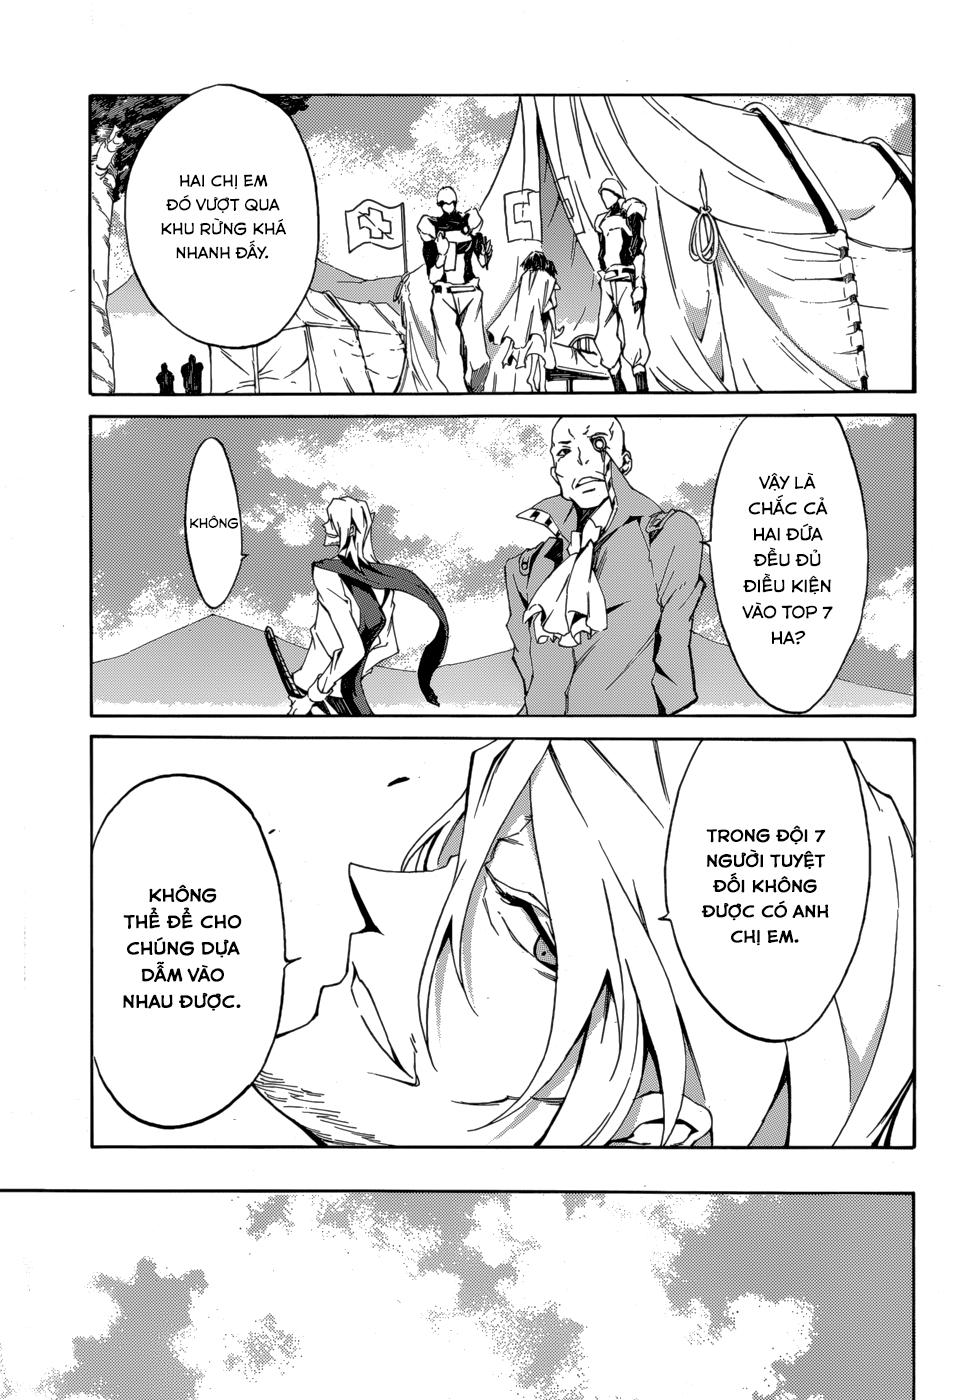 HAI CHỊ EM
ĐÓ VƯỢT QUA
KHU RỪNG KHÁ
NHANH ĐẤY.
VẬY LÀ
CHẮC CẢ
HAI ĐỨA
ĐỀU ĐỦ
ĐIỀU KIỆN
VÀO TOP 7
HA?
KHÔNG
TRONG ĐỘI 7
NGƯỜI TUYỆT
ĐỐI KHÔNG
ĐƯỢC CÓ ANH
CHỊ EM.
KHÔNG
THỂ ĐỂ CHO
CHÚNG DỰA
DẪM VÀO
NHAU ĐƯỢC.